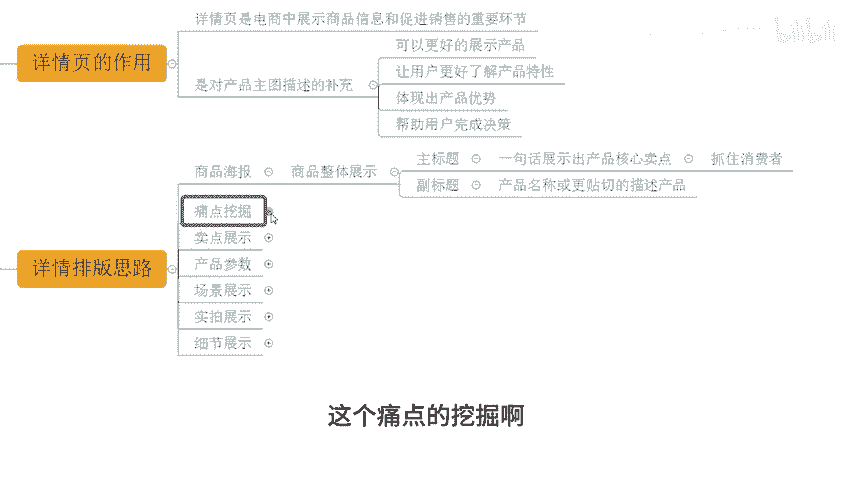 详情页是电商中展示商品信息和促进销售的重要环节
详情页的作用
可以更好的展示产品
让用户更好了解产品特性
是对产品主图描述的补充
体现出产品优势
帮助用户完成决策
商品海报 商品整体展示 主标题 一句话展示出产品核心卖点 抓住消费者
副标题 产品名称或更贴切的描述产品
痛点挖掘
卖点展示
详情排版思路
产品参数
场景展示
实拍展示
细节展示
这个痛点的挖掘啊
bilibili